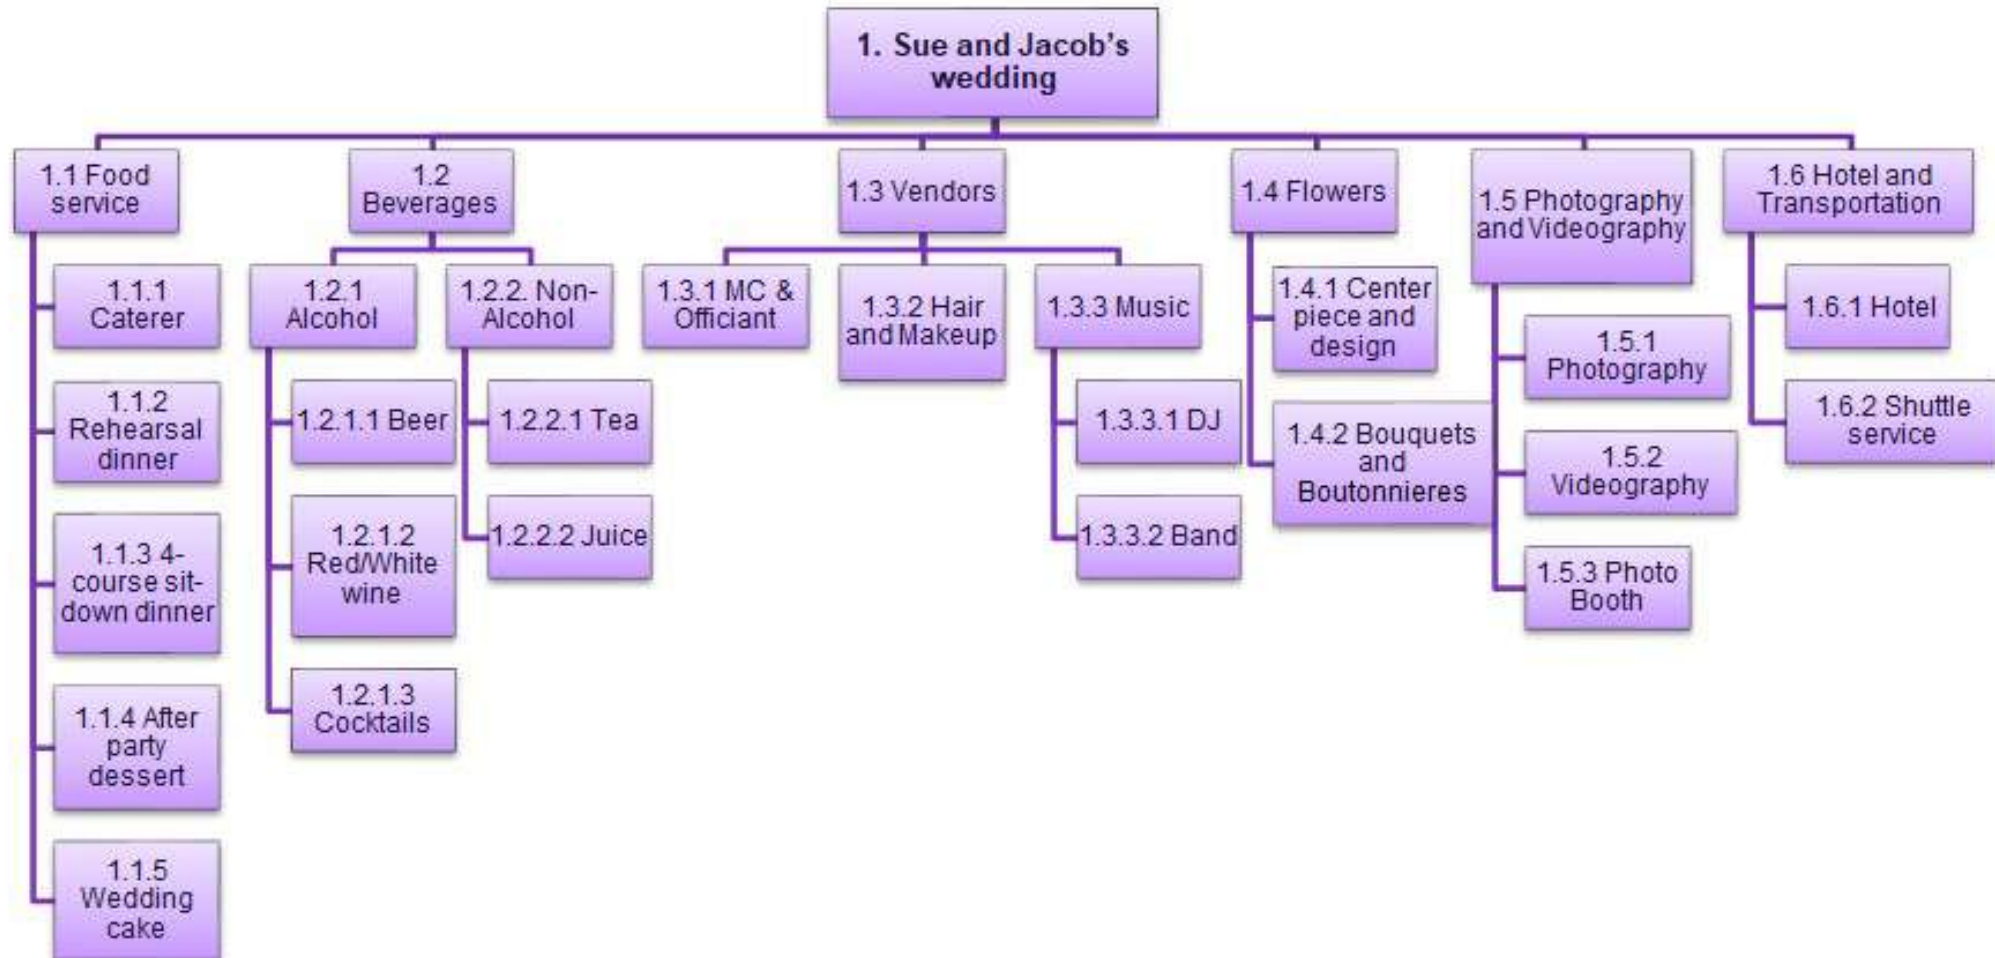 1. Sue and Jacob's
wedding
1.1 Food
service
1.2
Beverages
1.3 Vendors
1.4 Flowers
1.5 Photography
and Videography
1.6 Hotel and
Transportation
1.1.1
Caterer
1.1.2
Rehearsal
dinner
1.1.3 4-
course sit-
down dinner
1.1.4 After
party
dessert
1.1.5
Wedding
cake
1.2.1
Alcohol
1.2.1.1 Beer
1.2.1.2
Red/White
wine
1.2.1.3
Cocktails
1.2.2. Non-
Alcohol
1.2.2.1 Tea
1.2.2.2 Juice
1.3.1 MC &
Officiant
1.3.2 Hair
and Makeup
1.3.3 Music
1.3.3.1 DJ
1.3.3.2 Band
1.4.1 Center
piece and
design
1.4.2 Bouquets
and
Boutonnieres
1.5.1
Photography
1.5.2
Videography
1.5.3 Photo
Booth
1.6.1 Hotel
1.6.2 Shuttle
service